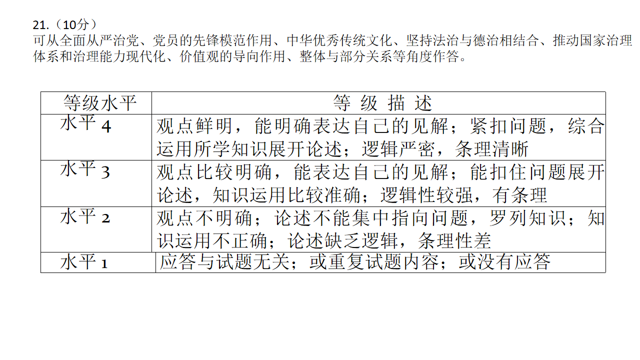 21.（10分）
可从全面从严治党、党员的先锋模范作用、中华优秀传统文化、坚持法治与德治相结合、推动国家治理
体系和治理能力现代化、价值观的导向作用、整体与部分关系等角度作答。
等级水平 等 级 描 述
水平 4 观点鲜明，能明确表达自己的见解；紧扣问题，综合
运用所学知识展开论述；逻辑严密，条理清晰
水平 3 观点比较明确，能表达自己的见解；能扣住问题展开
论述，知识运用比较准确；逻辑性较强，有条理
水平 2 观点不明确；论述不能集中指向问题，罗列知识；知
识运用不正确；论述缺乏逻辑，条理性差
水平 1 应答与试题无关；或重复试题内容；或没有应答